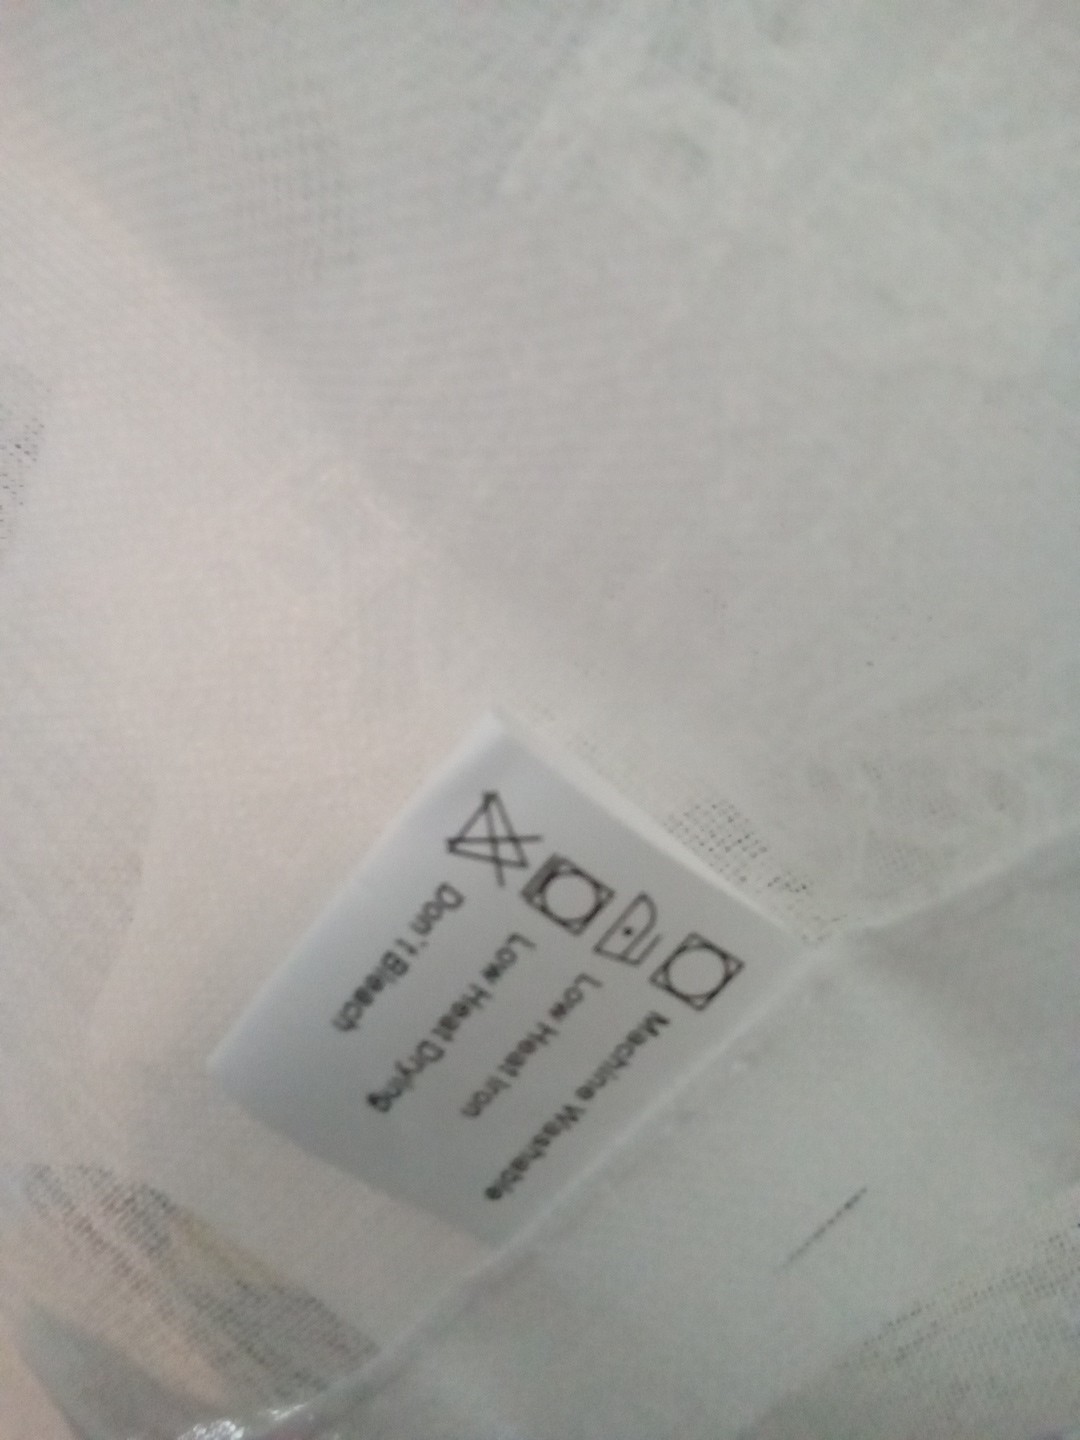 Machine Washable
Low Heat Iron
Low Heat Drying
Don't Bleach